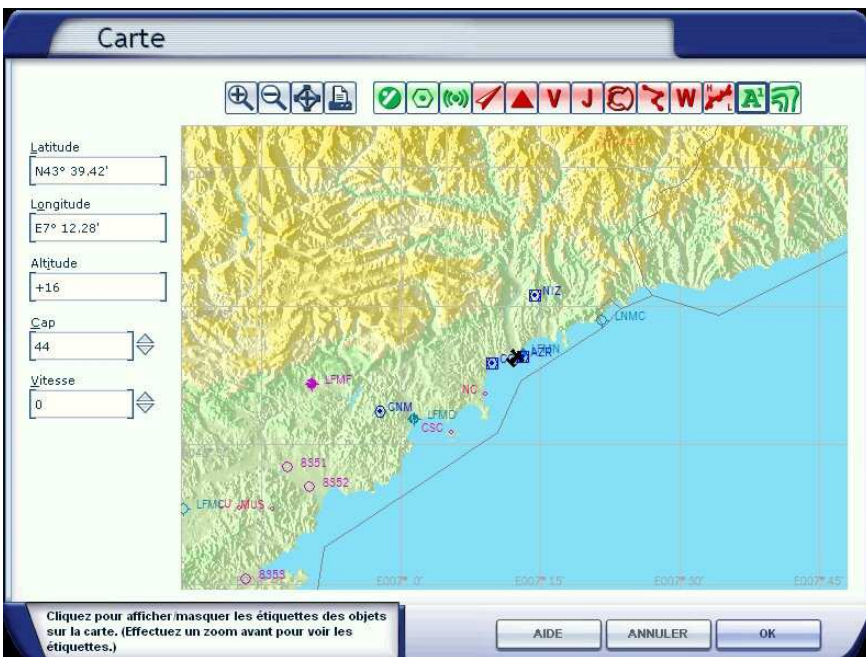 Carte
V J W H L A1
Latitude
N43° 39.42'
Longitude
E7° 12.28'
Altitude
+16
Cap
44
Vitesse
0
NIZ
LNMC
LFMN
AZR
LFMF
NC
GNM
LFMD
CSC
8351
8352
MUS
8353
E007° 0'
E007° 15'
E007° 30'
E007° 45'
Cliquez pour afficher/masquer les étiquettes des objets
sur la carte. (Effectuez un zoom avant pour voir les
étiquettes.)
AIDE
ANNULER
OK